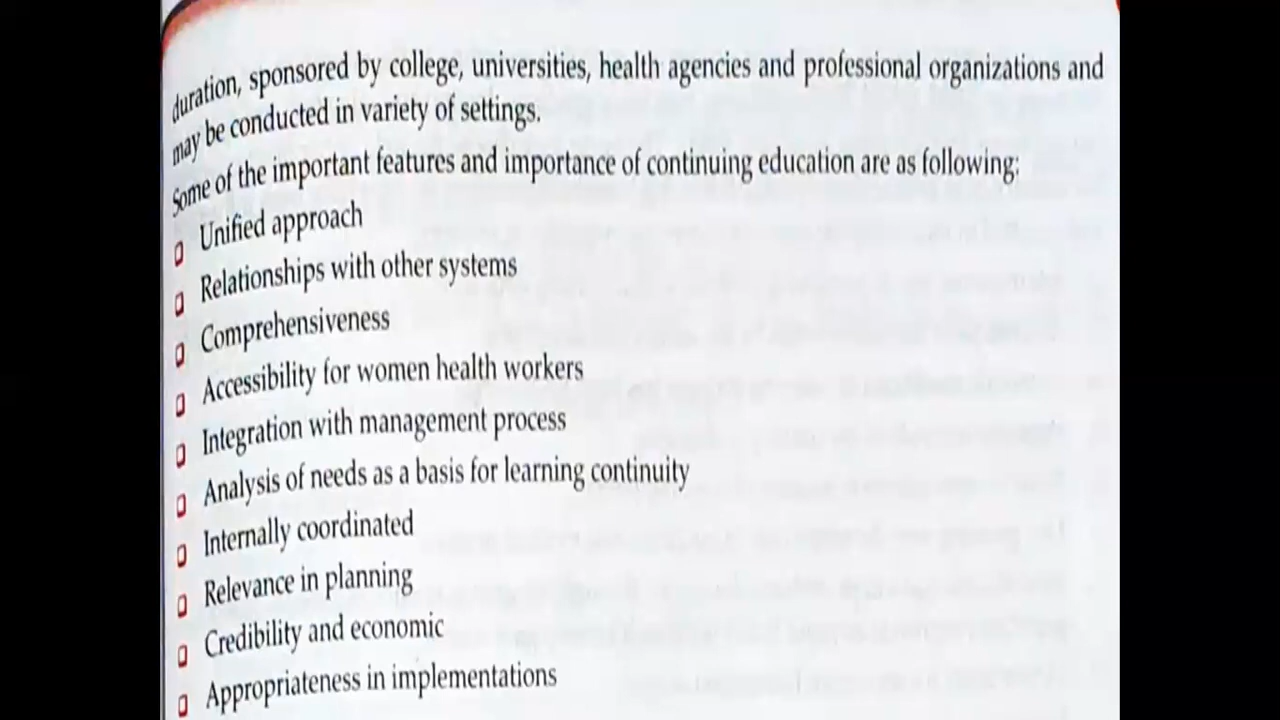 duration, sponsored by college, universities, health agencies and professional organizations and
may be conducted in variety of settings.
Some of the important features and importance of continuing education are as following:
Unified approach
Relationships with other systems
Comprehensiveness
Accessibility for women health workers
Integration with management process
Analysis of needs as a basis for learning continuity
Internally coordinated
Relevance in planning
Credibility and economic
Appropriateness in implementations